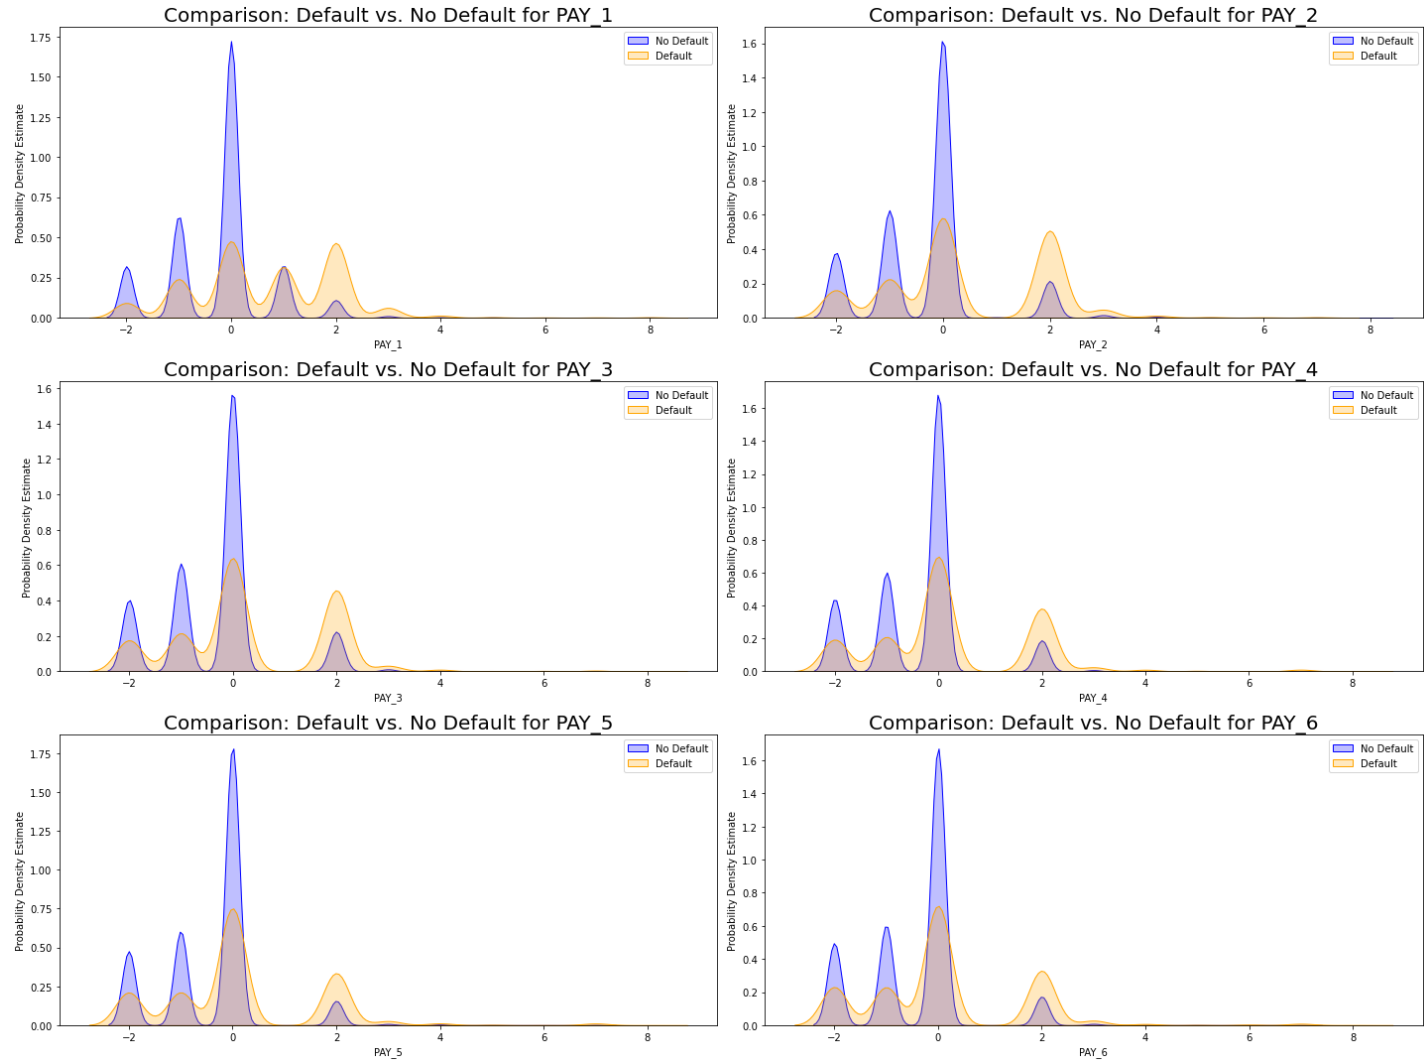 Comparison: Default vs. No Default for PAY_1
No Default
Default
Probability Density Estimate
1.75
1.50
1.25
1.00
0.75
0.50
0.25
0.00
−2 0 2 4 6 8
PAY_1
Comparison: Default vs. No Default for PAY_2
No Default
Default
Probability Density Estimate
1.6
1.4
1.2
1.0
0.8
0.6
0.4
0.2
0.0
−2 0 2 4 6 8
PAY_2
Comparison: Default vs. No Default for PAY_3
No Default
Default
Probability Density Estimate
1.6
1.4
1.2
1.0
0.8
0.6
0.4
0.2
0.0
−2 0 2 4 6 8
PAY_3
Comparison: Default vs. No Default for PAY_4
No Default
Default
Probability Density Estimate
1.6
1.4
1.2
1.0
0.8
0.6
0.4
0.2
0.0
−2 0 2 4 6 8
PAY_4
Comparison: Default vs. No Default for PAY_5
No Default
Default
Probability Density Estimate
1.75
1.50
1.25
1.00
0.75
0.50
0.25
0.00
−2 0 2 4 6 8
PAY_5
Comparison: Default vs. No Default for PAY_6
No Default
Default
Probability Density Estimate
1.6
1.4
1.2
1.0
0.8
0.6
0.4
0.2
0.0
−2 0 2 4 6 8
PAY_6